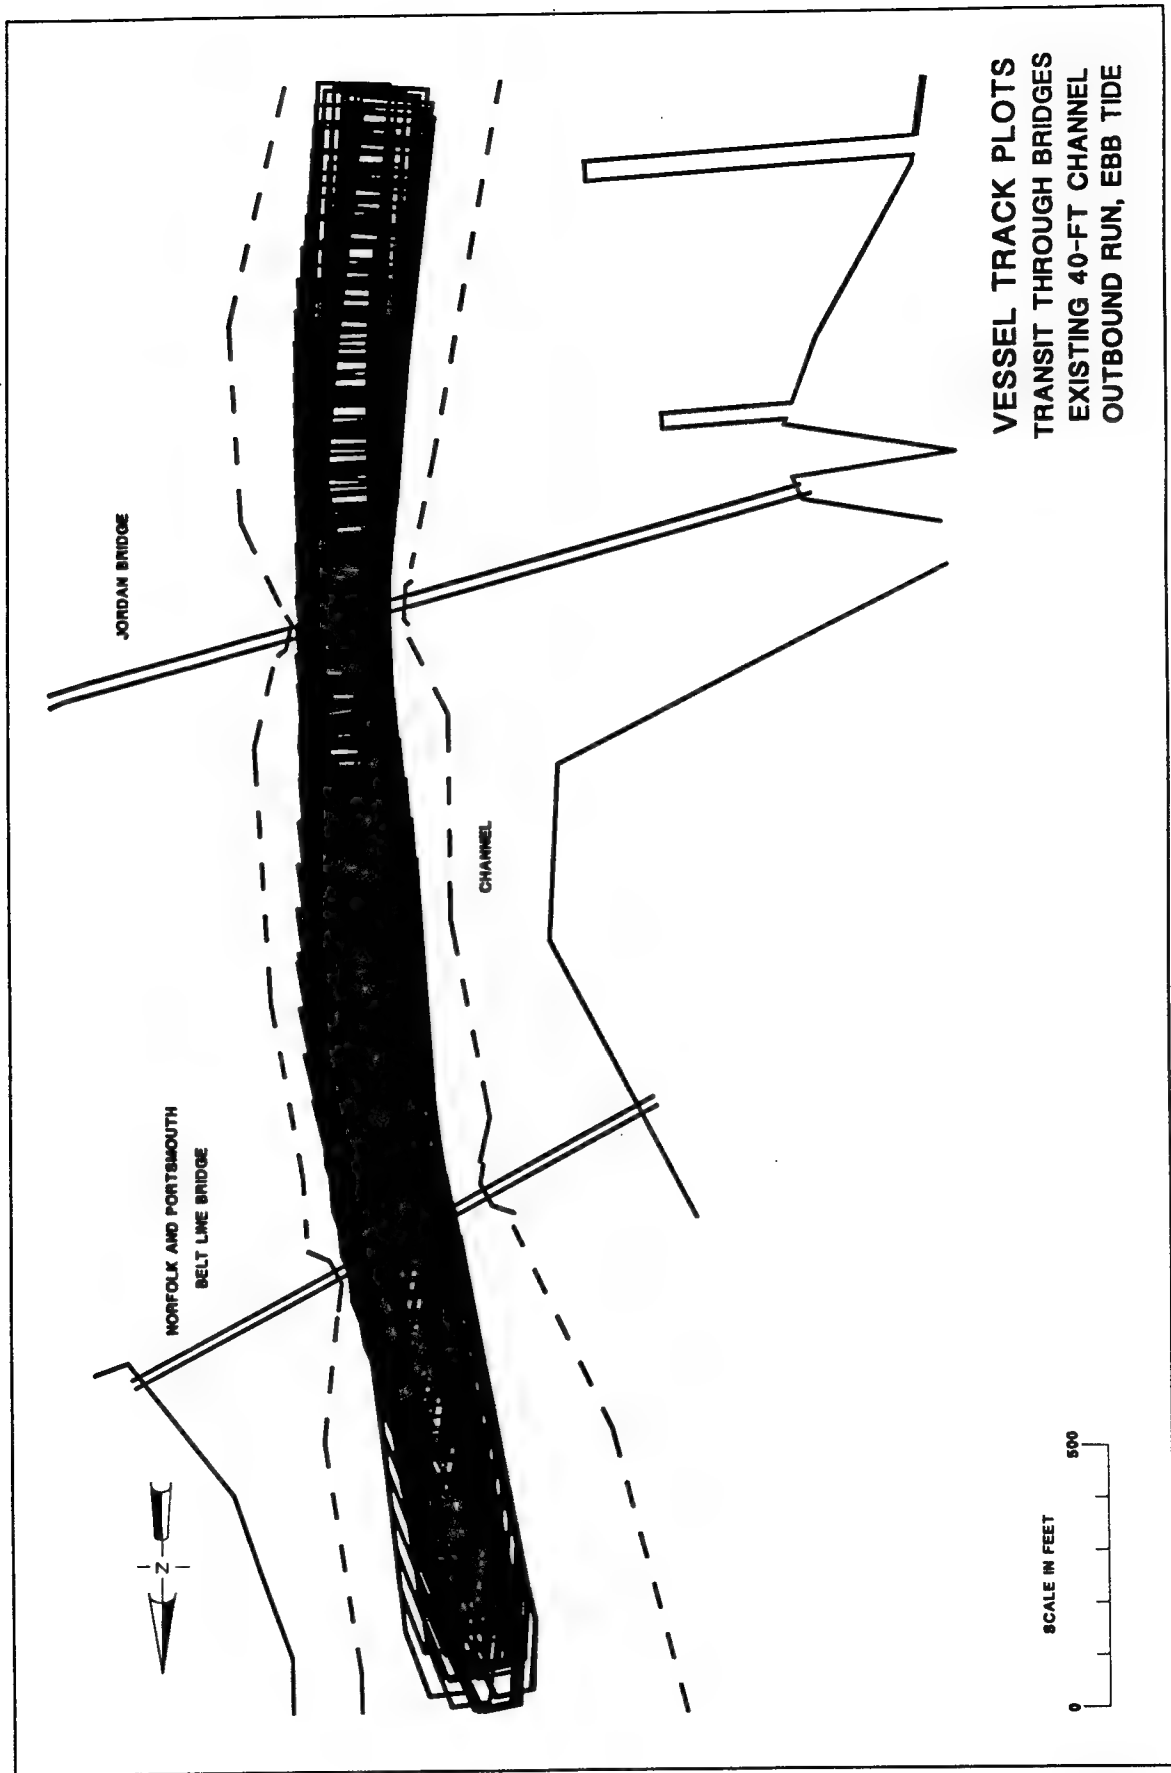 JORDAN BRIDGE
NORFOLK AND PORTSMOUTH
BELT LINE BRIDGE
CHANNEL
N
SCALE IN FEET
0
500
VESSEL TRACK PLOTS
TRANSIT THROUGH BRIDGES
EXISTING 40-FT CHANNEL
OUTBOUND RUN, EBB TIDE